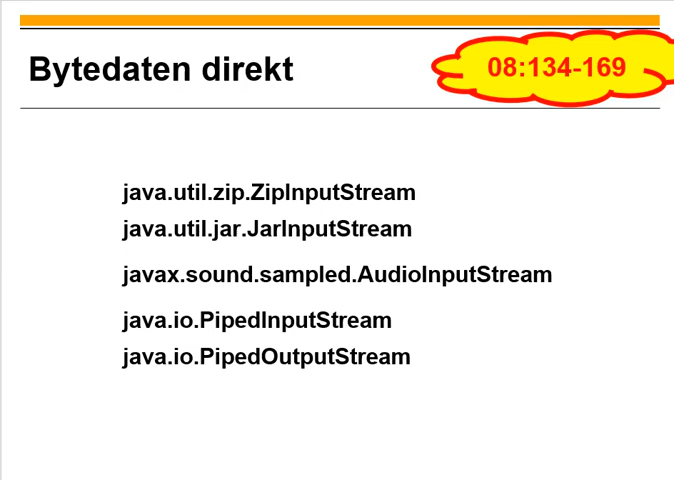 Bytedaten direkt
08:134-169
java.util.zip.ZipInputStream
java.util.jar.JarInputStream
javax.sound.sampled.AudioInputStream
java.io.PipedInputStream
java.io.PipedOutputStream